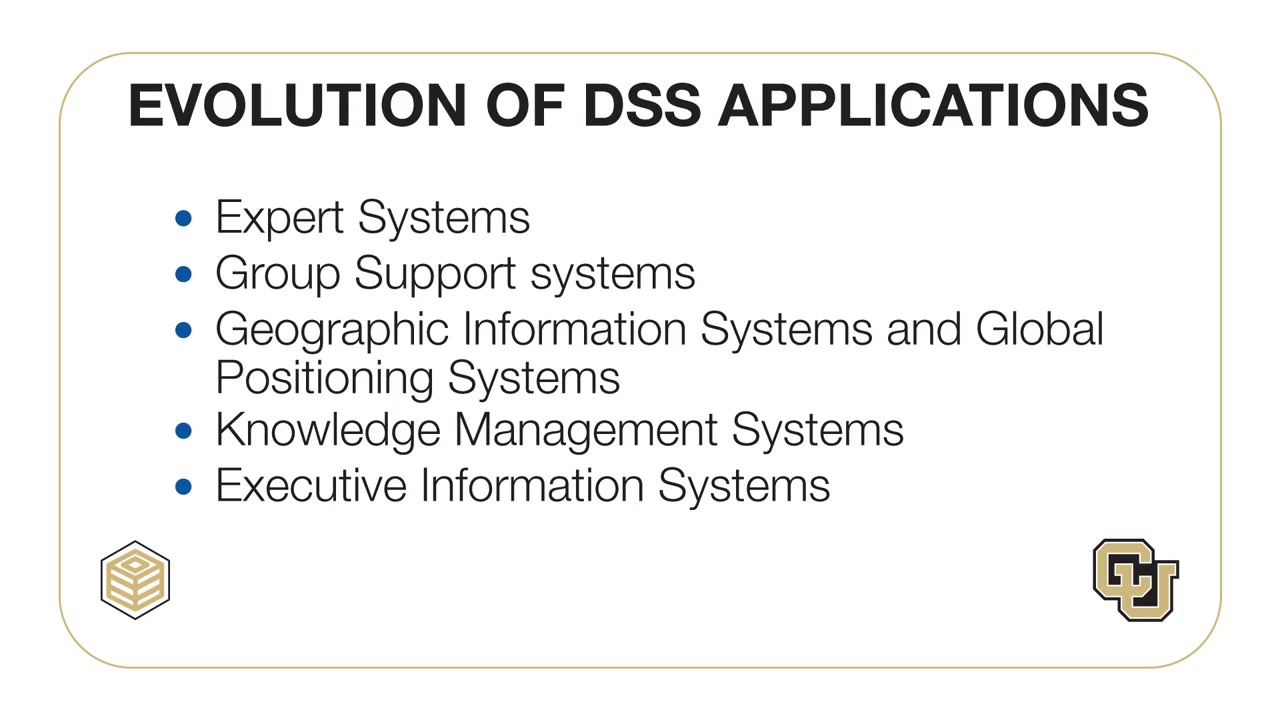 EVOLUTION OF DSS APPLICATIONS
• Expert Systems
• Group Support systems
• Geographic Information Systems and Global
Positioning Systems
• Knowledge Management Systems
• Executive Information Systems
CU